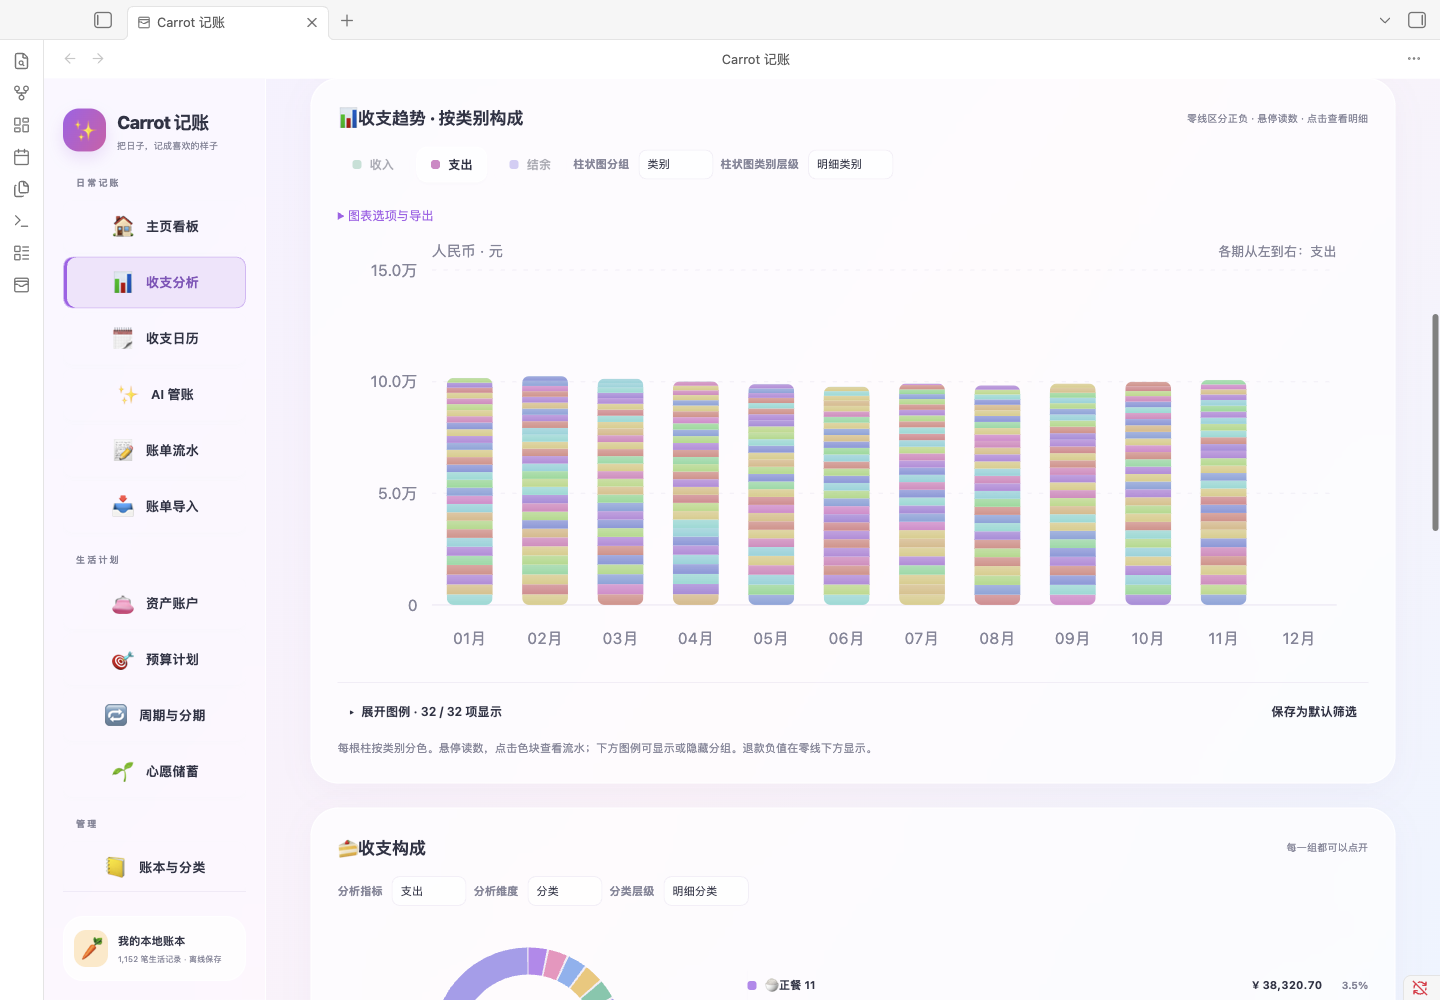 Carrot 记账
Carrot 记账
Carrot 记账
把日子，记成喜欢的样子
日常记账
主页看板
收支分析
收支日历
AI 管账
账单流水
账单导入
生活计划
资产账户
预算计划
周期与分期
心愿储蓄
管理
账本与分类
我的本地账本
1,152 笔生活记录 · 离线保存
收支趋势 · 按类别构成
零线区分正负 · 悬停读数 · 点击查看明细
收入 支出 结余 柱状图分组 类别 柱状图类别层级 明细类别
▶ 图表选项与导出
人民币 · 元
各期从左到右：支出
15.0万
10.0万
5.0万
0
01月 02月 03月 04月 05月 06月 07月 08月 09月 10月 11月 12月
▸ 展开图例 · 32 / 32 项显示
保存为默认筛选
每根柱按类别分色。悬停读数，点击色块查看流水；下方图例可显示或隐藏分组。退款负值在零线下方显示。
收支构成
每一组都可以点开
分析指标 支出 分析维度 分类 分类层级 明细分类
正餐 11 ¥ 38,320.70 3.5%